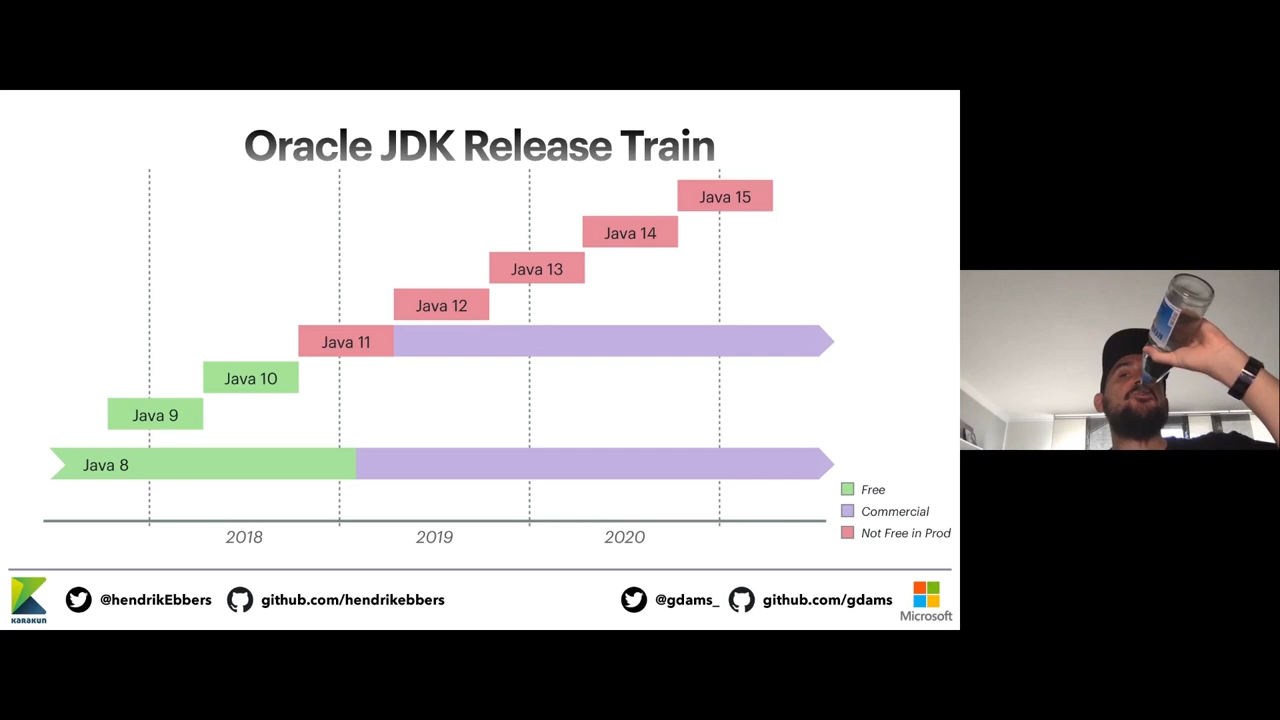 Oracle JDK Release Train
Java 15
Java 14
Java 13
Java 12
Java 11
Java 10
Java 9
Java 8
Free
Commercial
Not Free in Prod
2018 2019 2020
KARAKUN @hendrikEbbers github.com/hendrikebbers @gdams_ github.com/gdams Microsoft